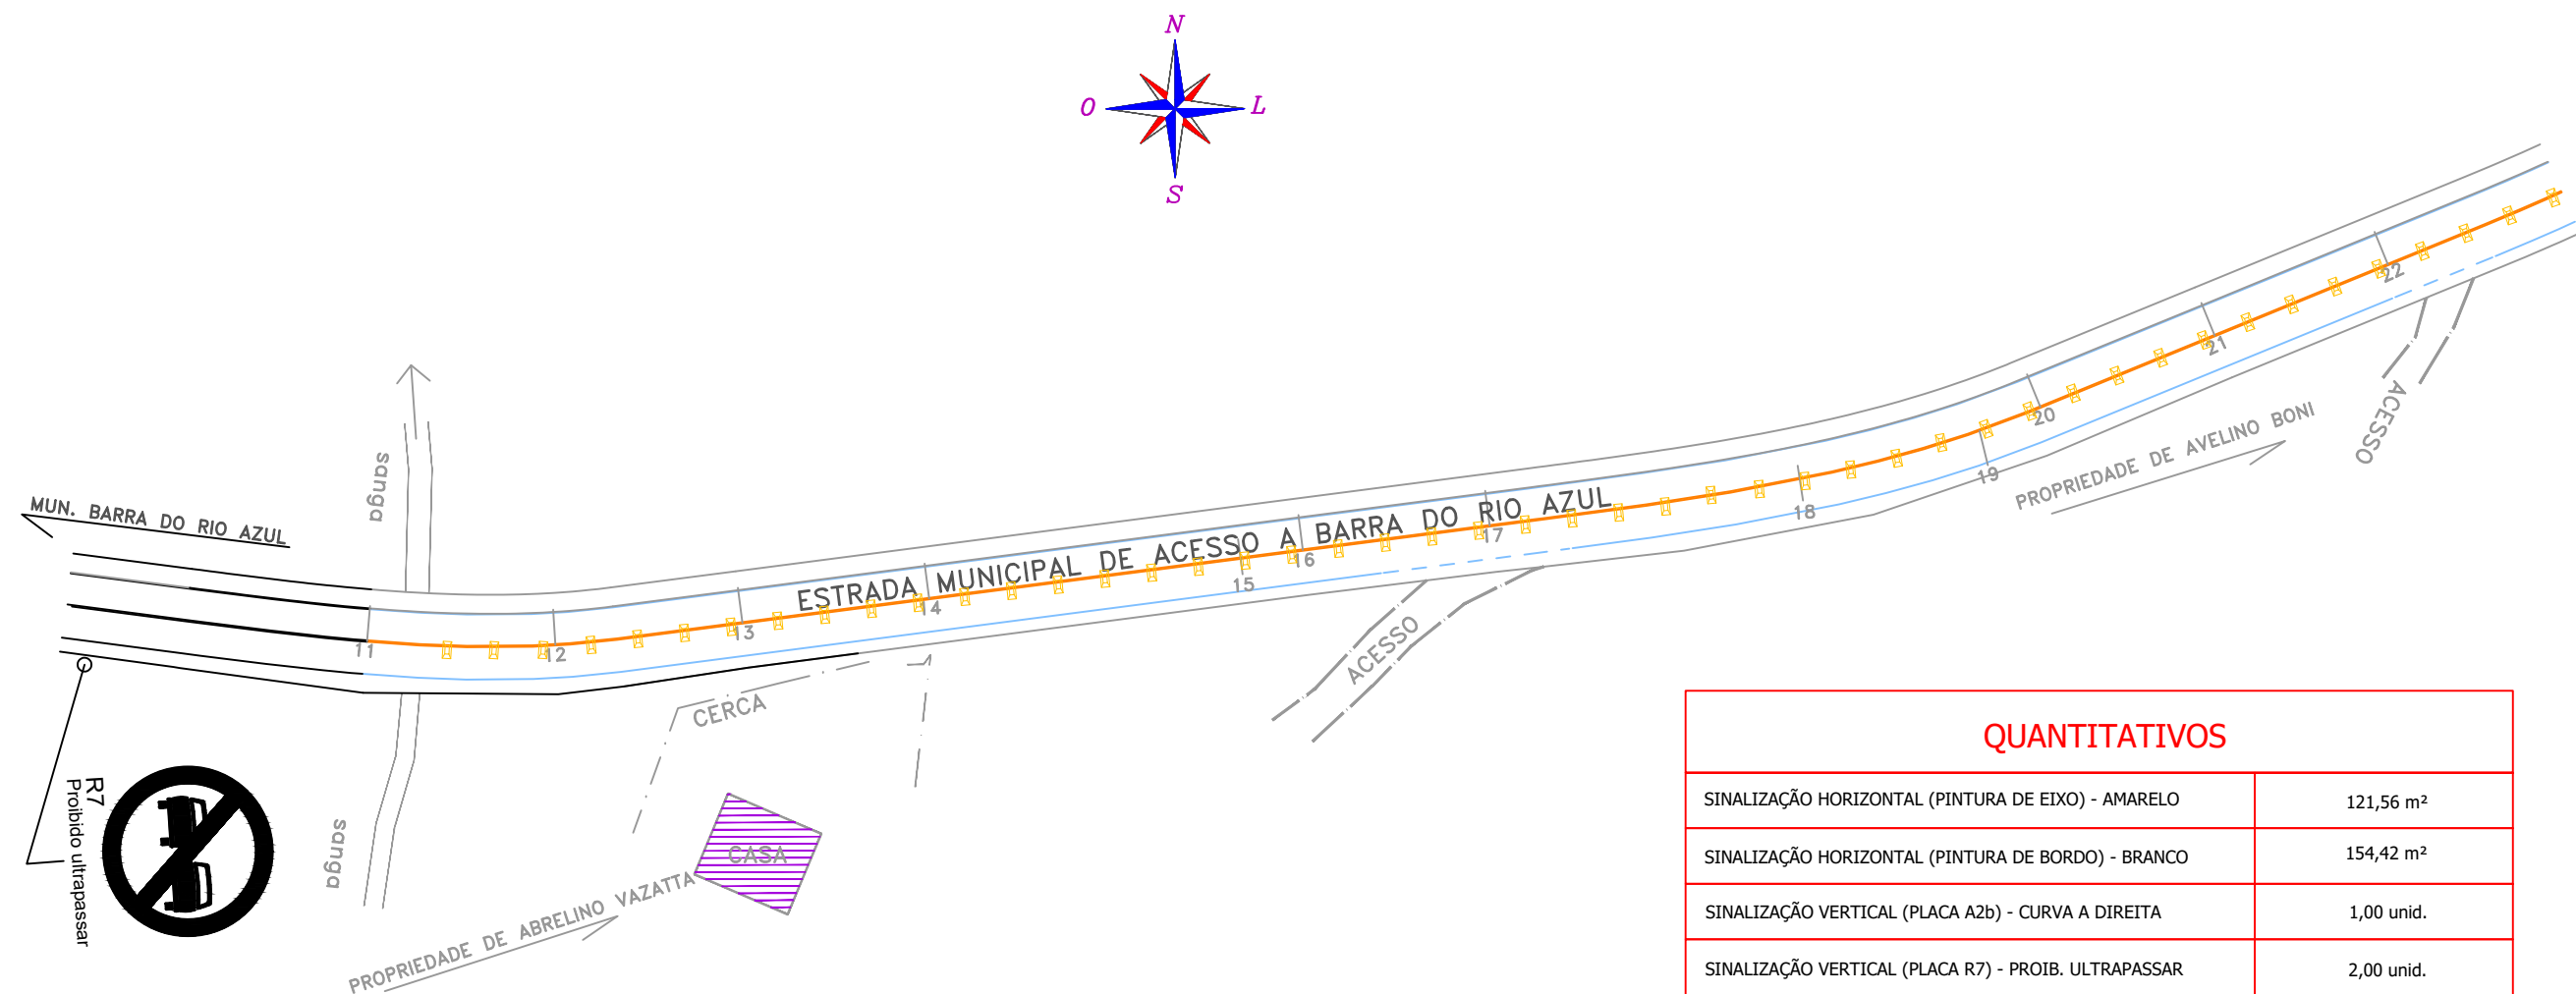 N
O
L
S
MUN. BARRA DO RIO AZUL
sanga
ESTRADA MUNICIPAL DE ACESSO A BARRA DO RIO AZUL
11
12
13
14
15
16
17
18
19
20
21
22
PROPRIEDADE DE AVELINO BONI
ACESSO
ACESSO
CERCA
CASA
PROPRIEDADE DE ABRELINO VAZATTA
sanga
R7
Proibido ultrapassar
QUANTITATIVOS
SINALIZAÇÃO HORIZONTAL (PINTURA DE EIXO) - AMARELO 121,56 m²
SINALIZAÇÃO HORIZONTAL (PINTURA DE BORDO) - BRANCO 154,42 m²
SINALIZAÇÃO VERTICAL (PLACA A2b) - CURVA A DIREITA 1,00 unid.
SINALIZAÇÃO VERTICAL (PLACA R7) - PROIB. ULTRAPASSAR 2,00 unid.